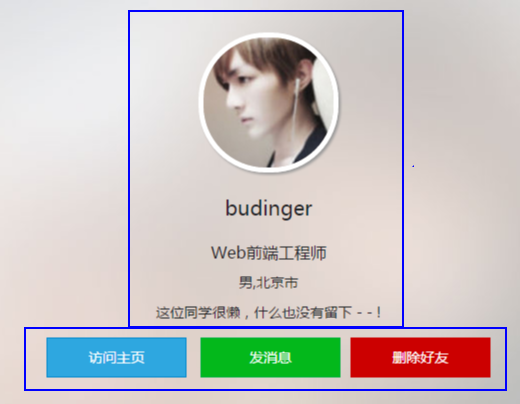 budinger
Web前端工程师
男,北京市
这位同学很懒，什么也没有留下 - - !
访问主页
发消息
删除好友